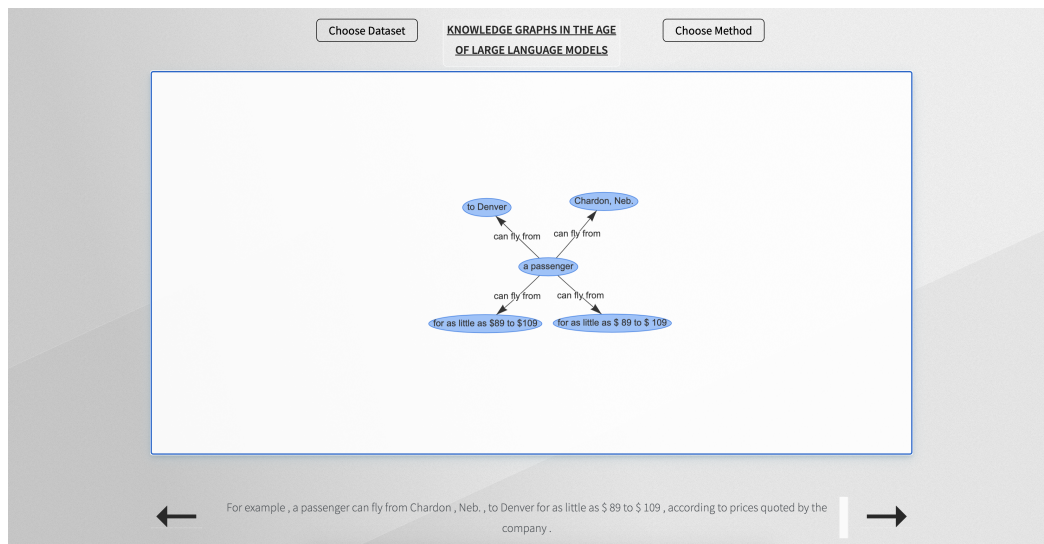 Choose Dataset
KNOWLEDGE GRAPHS IN THE AGE
OF LARGE LANGUAGE MODELS
Choose Method
to Denver
Chardon, Neb.
can fly from
can fly from
a passenger
can fly from
can fly from
for as little as $89 to $109
for as little as $ 89 to $ 109
For example , a passenger can fly from Chardon , Neb. , to Denver for as little as $ 89 to $ 109 , according to prices quoted by the
company .